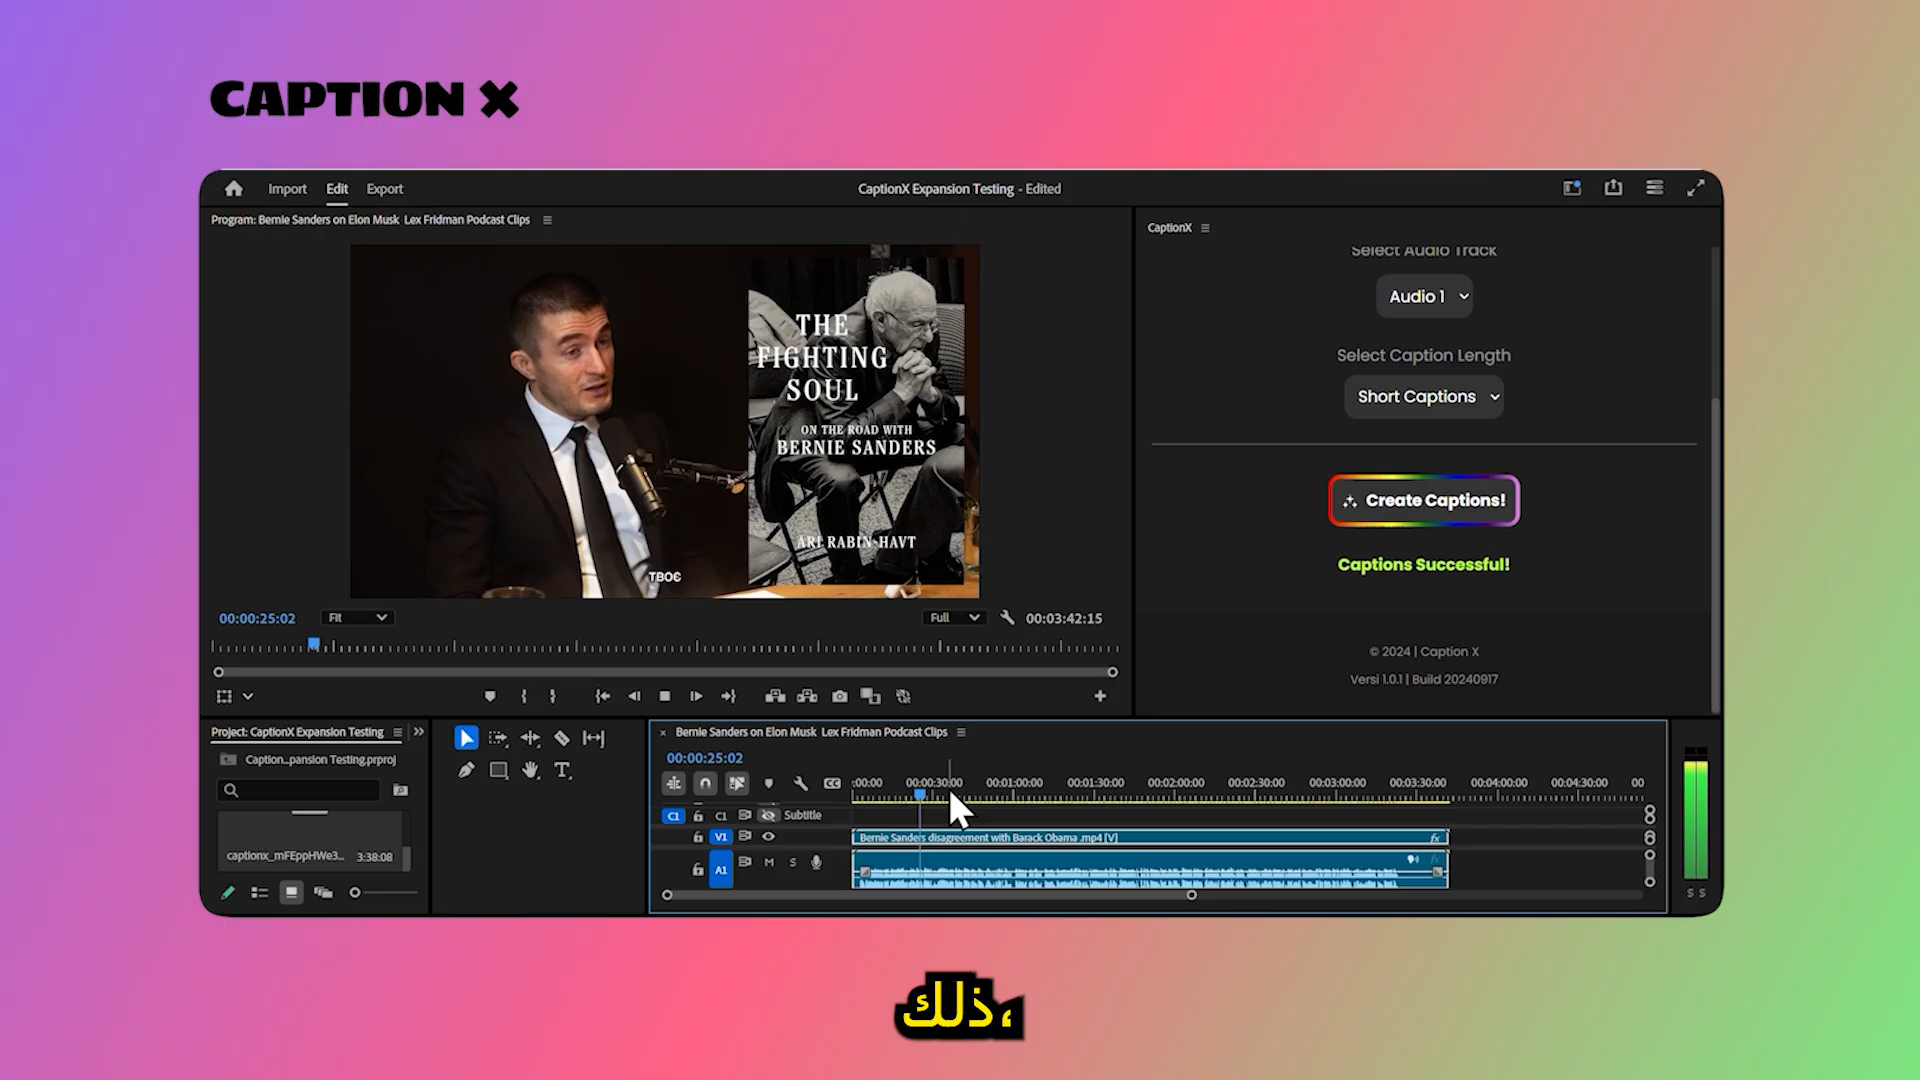 CAPTION X
Import Edit Export
CaptionX Expansion Testing - Edited
Program: Bernie Sanders on Elon Musk Lex Fridman Podcast Clips
THE
FIGHTING
SOUL
ON THE ROAD WITH
BERNIE SANDERS
ARI RABIN-HAVT
ТВОЄ
00:00:25:02
Fit
Full
00:03:42:15
CaptionX
Select Audio Track
Audio 1
Select Caption Length
Short Captions
Create Captions!
Captions Successful!
© 2024 | Caption X
Versi 1.0.1 | Build 20240917
Project: CaptionX Expansion Testing
Caption...pansion Testing.prproj
captionx_mFEppHWe3... 3:38:08
Bernie Sanders on Elon Musk Lex Fridman Podcast Clips
00:00:25:02
:00:00 00:00:30:00 00:01:00:00 00:01:30:00 00:02:00:00 00:02:30:00 00:03:00:00 00:03:30:00 00:04:00:00 00:04:30:00 00
C1 C1 Subtitle
V1
Bernie Sanders disagreement with Barack Obama .mp4 [V] fx
A1 M S
fx
S S
،ذلك